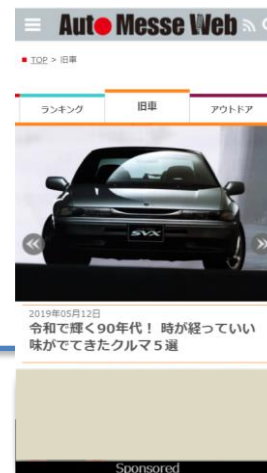 Auto Messe Web
TOP > 旧車
ランキング 旧車 アウトドア
SVX
2019年05月12日
令和で輝く90年代！ 時が経っていい
味がでてきたクルマ５選
Sponsored